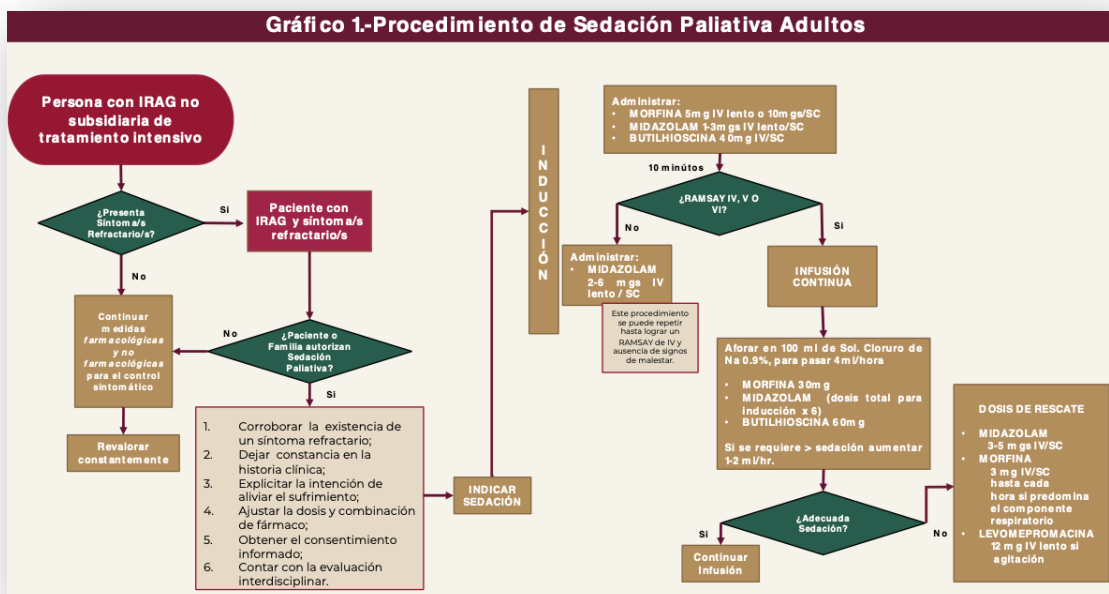 Gráfico 1.-Procedimiento de Sedación Paliativa Adultos
Persona con IRAG no
subsidiaria de
tratamiento intensivo
¿Presenta
Síntoma/s
Refractario/s?
Si
No
Paciente con
IRAG y síntoma/s
refractario/s
Continuar
medidas
farmacológicas
y no
farmacológicas
para el control
sintomático
Revalorar
constantemente
No
¿Paciente o
Familia autorizan
Sedación
Paliativa?
Si
1. Corroborar la existencia de
un síntoma refractario;
2. Dejar constancia en la
historia clínica;
3. Explicitar la intención de
aliviar el sufrimiento;
4. Ajustar la dosis y combinación
de fármaco;
5. Obtener el consentimiento
informado;
6. Contar con la evaluación
interdisciplinar.
INDICAR
SEDACIÓN
INDUCCIÓN
Administrar:
• MORFINA 5mg IV lento o 10mgs/SC
• MIDAZOLAM 1-3mgs IV lento/SC
• BUTILHIOSCINA 40mg IV/SC
10 minútos
¿RAMSAY IV, V O
VI?
No
Si
Administrar:
• MIDAZOLAM
2-6 mgs IV
lento / SC
Este procedimiento
se puede repetir
hasta lograr un
RAMSAY de IV y
ausencia de signos
de malestar.
INFUSIÓN
CONTINUA
Aforar en 100 ml de Sol. Cloruro de
Na 0.9%, para pasar 4ml/hora
• MORFINA 30mg
• MIDAZOLAM (dosis total para
inducción x 6)
• BUTILHIOSCINA 60mg
Si se requiere > sedación aumentar
1-2 ml/hr.
¿Adecuada
Sedación?
Si
No
Continuar
Infusión
DOSIS DE RESCATE
• MIDAZOLAM
3-5 mgs IV/SC
• MORFINA
3 mg IV/SC
hasta cada
hora si predomina
el componente
respiratorio
• LEVOMEPROMACINA
12 mg IV lento si
agitación